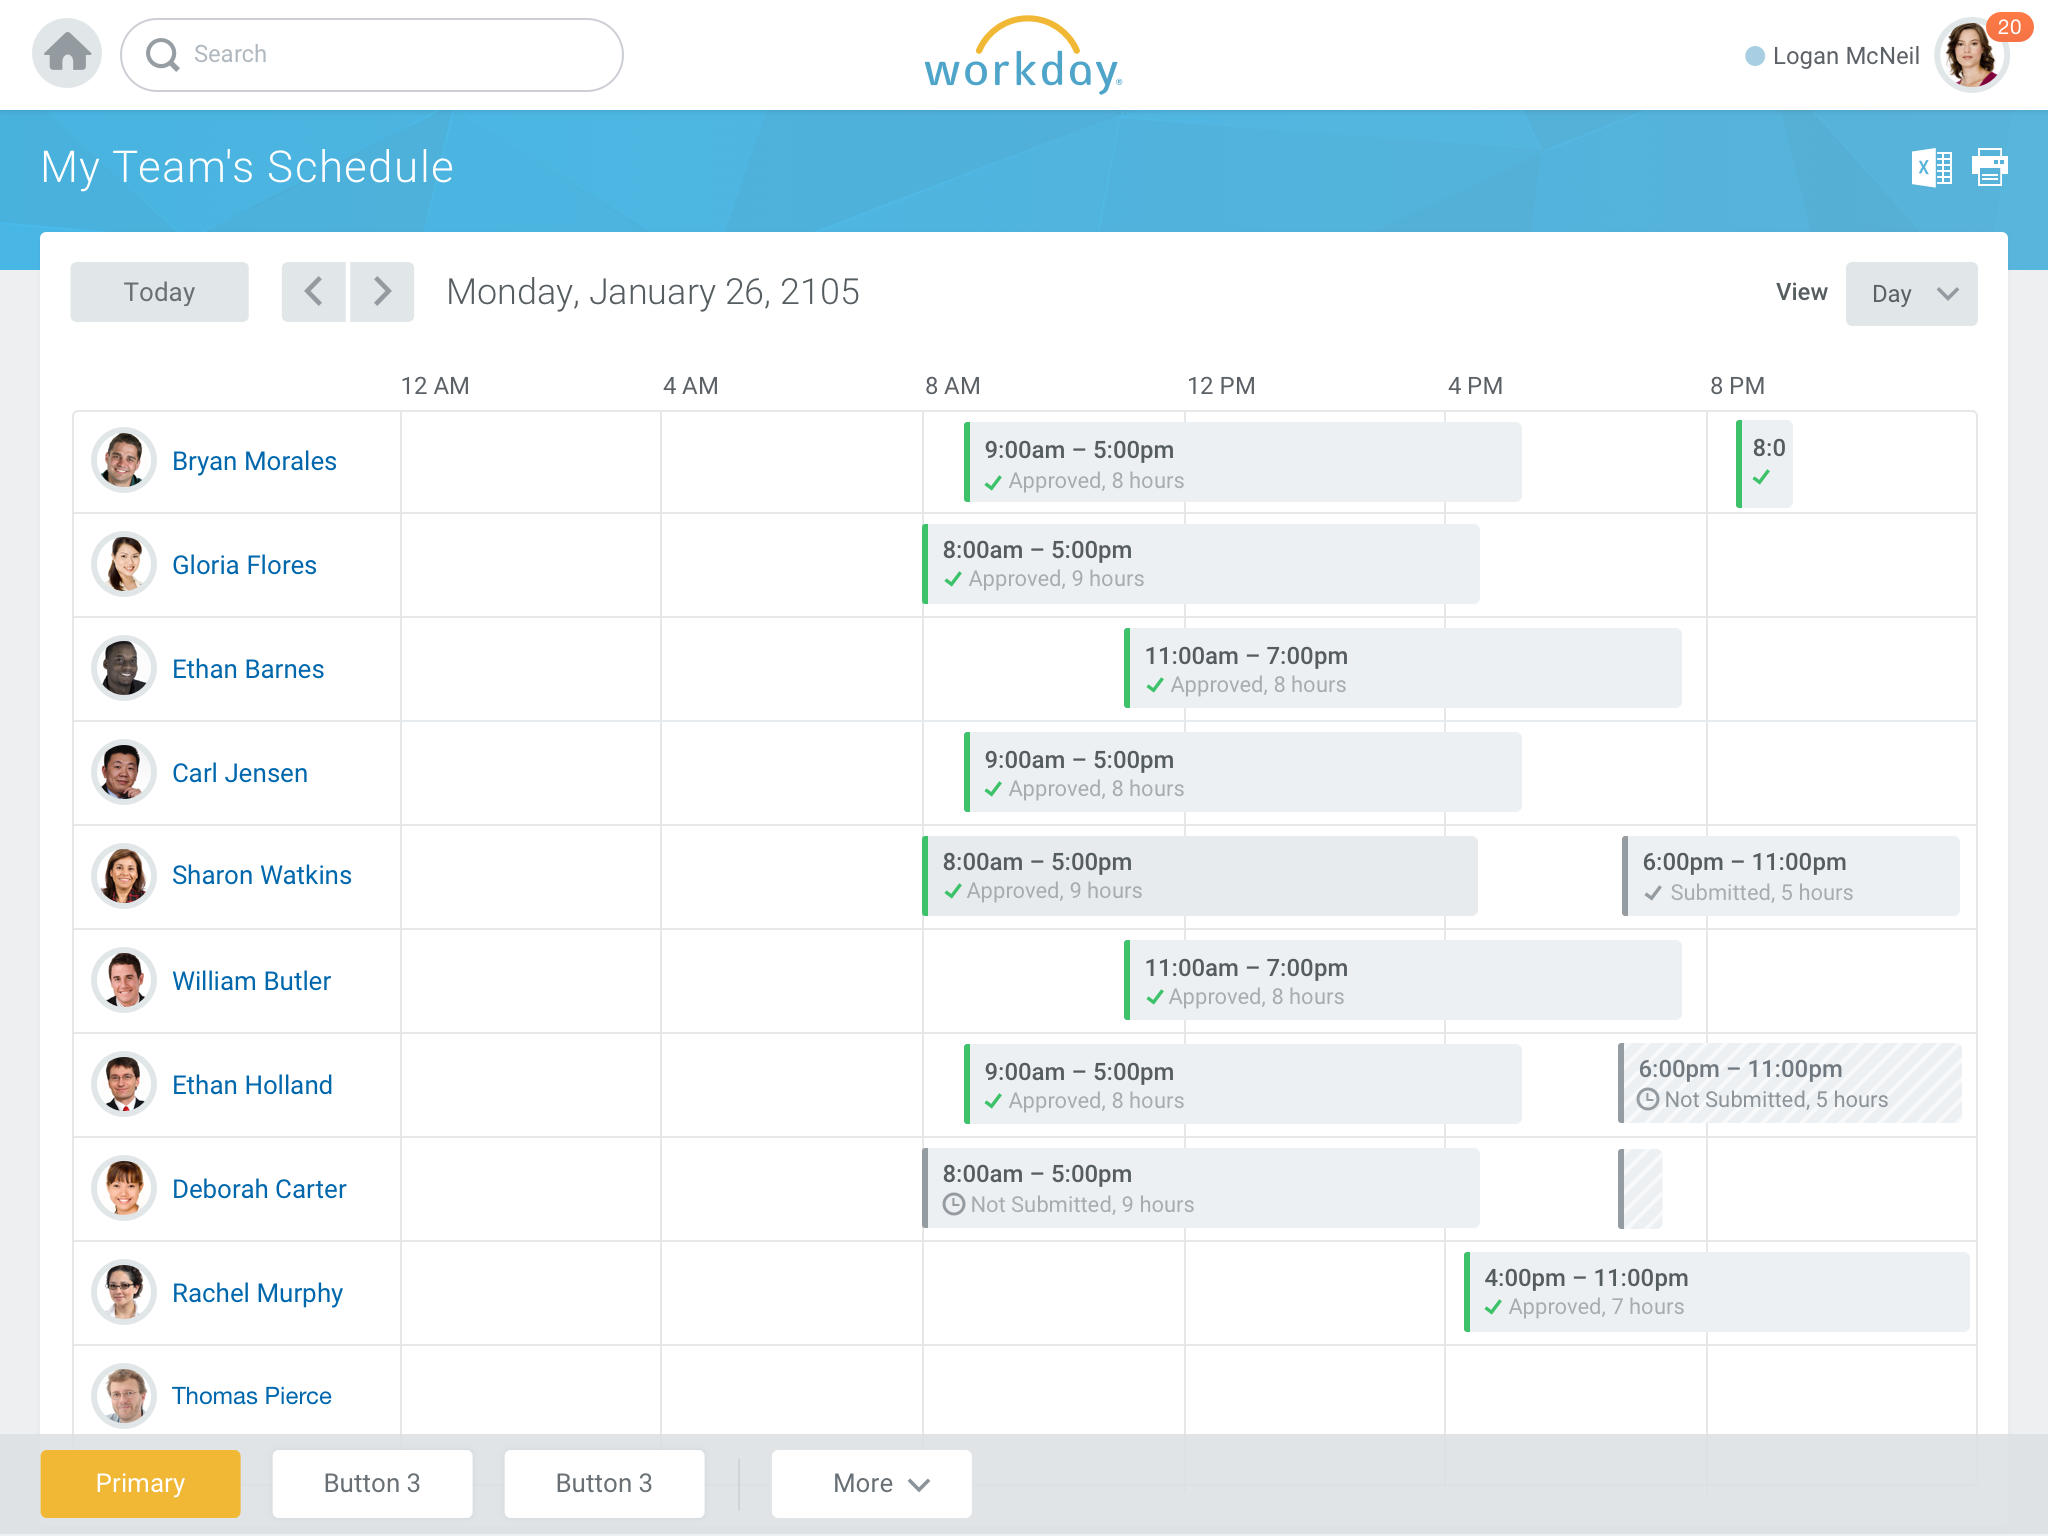 Search
workday
Logan McNeil
20
My Team's Schedule
X
Today
Monday, January 26, 2105
View
Day
12 AM
4 AM
8 AM
12 PM
4 PM
8 PM
Bryan Morales
9:00am – 5:00pm
Approved, 8 hours
8:0
Gloria Flores
8:00am – 5:00pm
Approved, 9 hours
Ethan Barnes
11:00am – 7:00pm
Approved, 8 hours
Carl Jensen
9:00am – 5:00pm
Approved, 8 hours
Sharon Watkins
8:00am – 5:00pm
Approved, 9 hours
6:00pm – 11:00pm
Submitted, 5 hours
William Butler
11:00am – 7:00pm
Approved, 8 hours
Ethan Holland
9:00am – 5:00pm
Approved, 8 hours
6:00pm – 11:00pm
Not Submitted, 5 hours
Deborah Carter
8:00am – 5:00pm
Not Submitted, 9 hours
Rachel Murphy
4:00pm – 11:00pm
Approved, 7 hours
Thomas Pierce
Primary
Button 3
Button 3
More